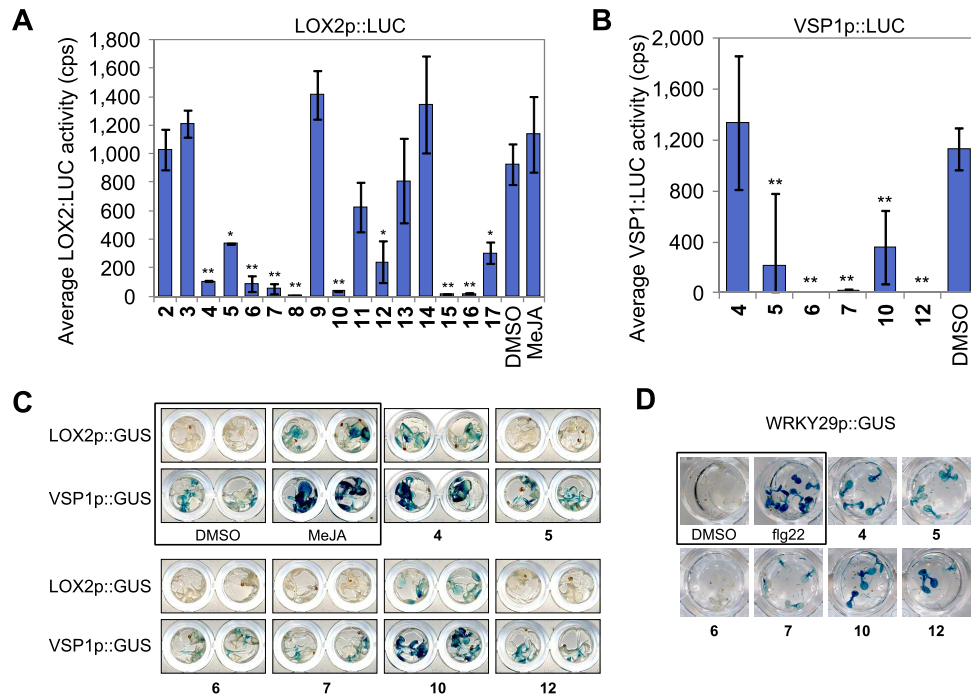 A
LOX2p::LUC
Average LOX2:LUC activity (cps)
1,800
1,600
1,400
1,200
1,000
800
600
400
200
0
** * ** ** ** ** * ** ** *
2 3 4 5 6 7 8 9 10 11 12 13 14 15 16 17 DMSO MeJA
B
VSP1p::LUC
Average VSP1:LUC activity (cps)
2,000
1,600
1,200
800
400
0
** ** ** ** **
4 5 6 7 10 12 DMSO
C
LOX2p::GUS
VSP1p::GUS
DMSO MeJA 4 5
LOX2p::GUS
VSP1p::GUS
6 7 10 12
D
WRKY29p::GUS
DMSO flg22 4 5
6 7 10 12